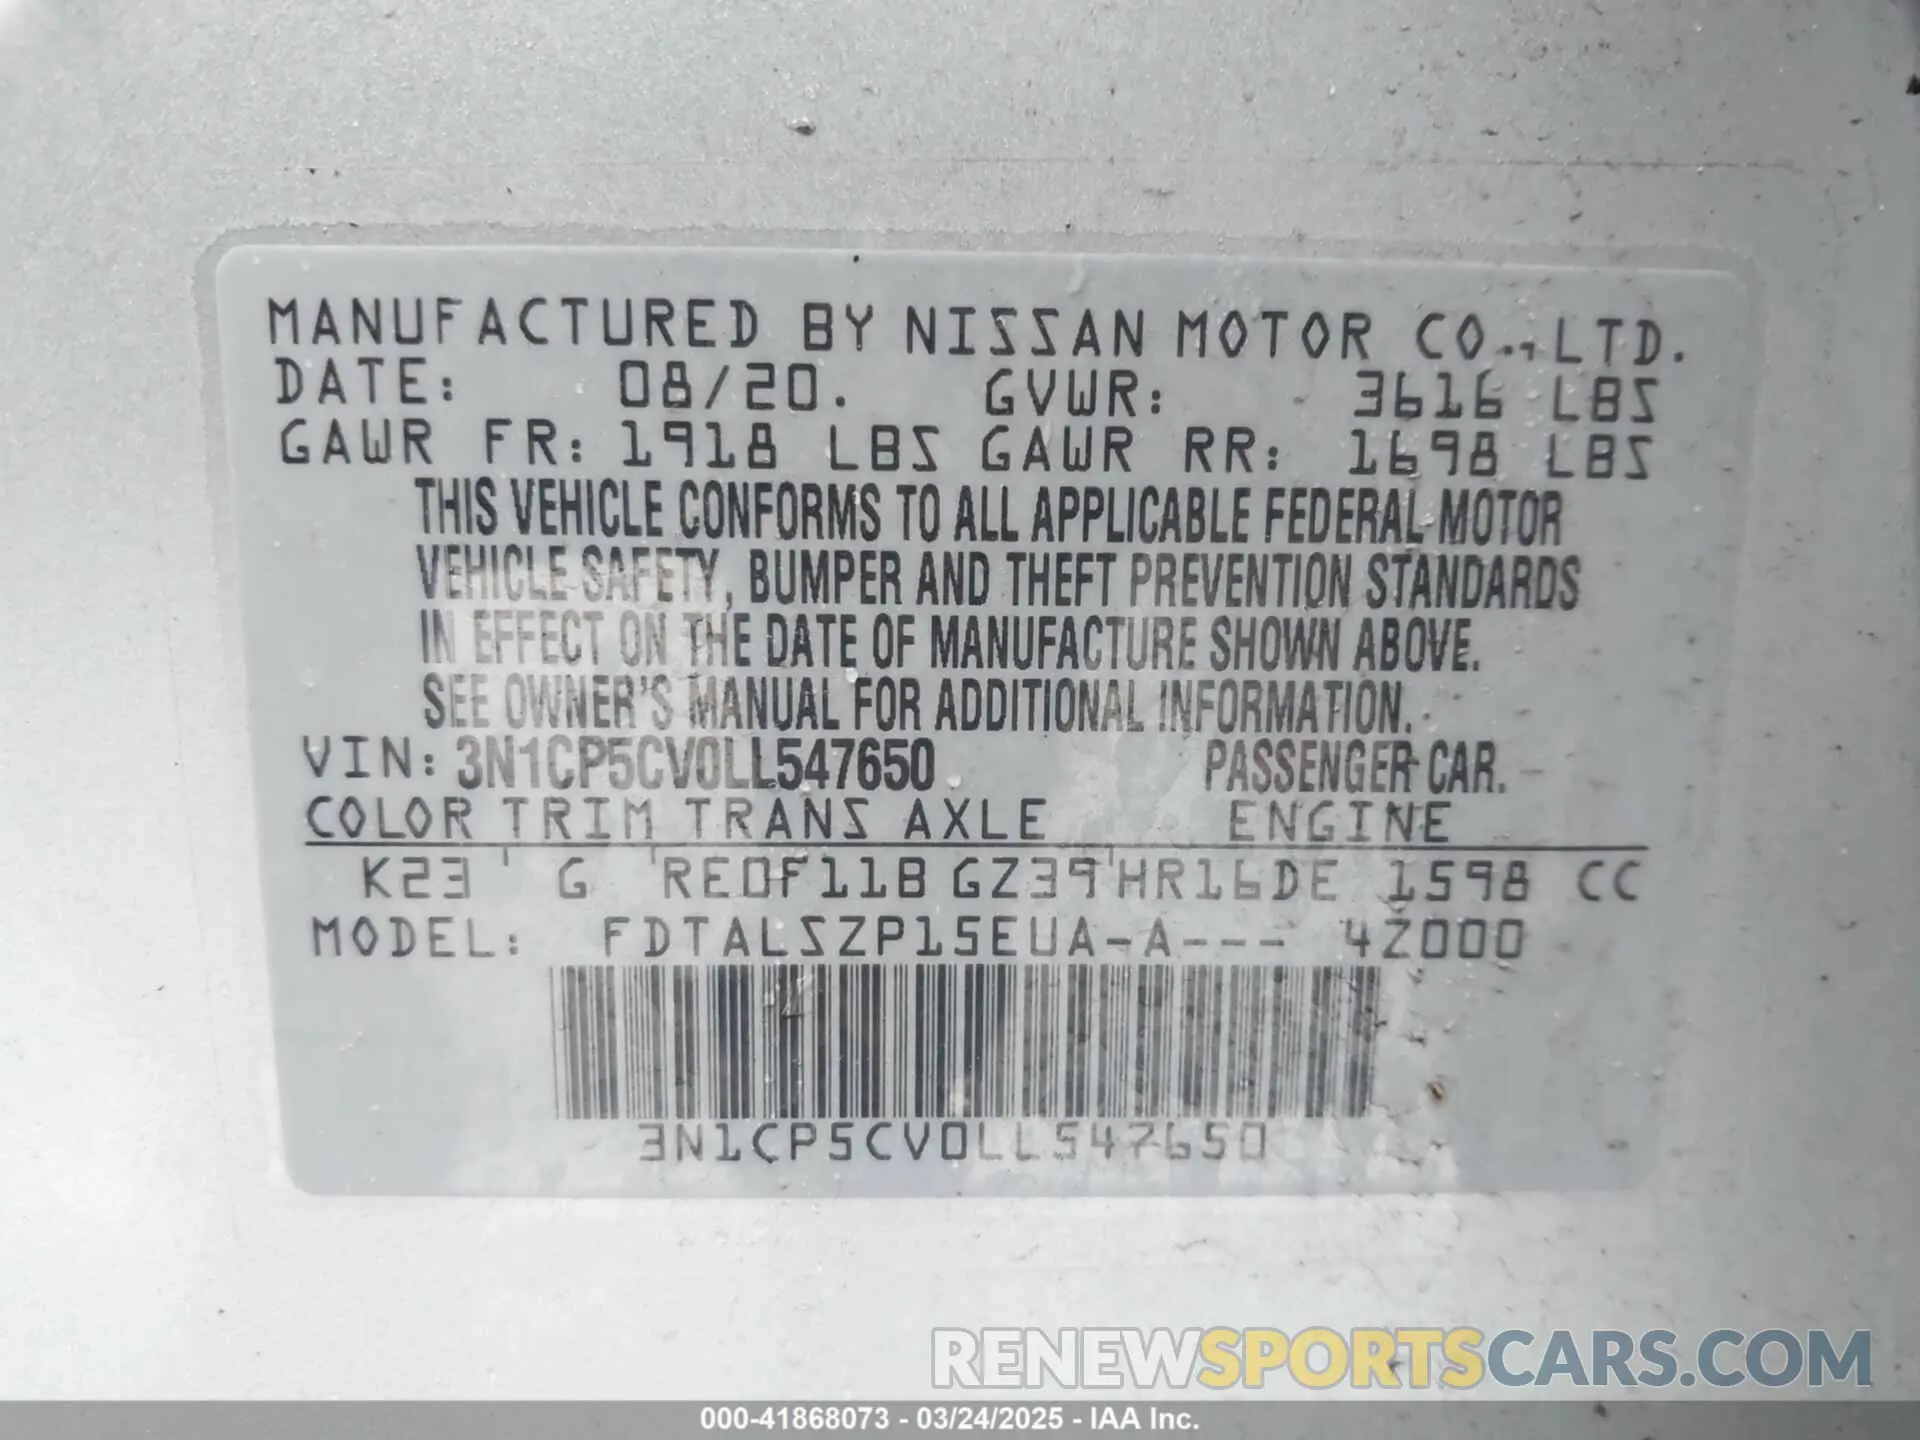 MANUFACTURED BY NISSAN MOTOR CO.,LTD.
DATE: 08/20. GVWR: 3616 LBS
GAWR FR: 1918 LBS GAWR RR: 1698 LBS
THIS VEHICLE CONFORMS TO ALL APPLICABLE FEDERAL MOTOR
VEHICLE SAFETY, BUMPER AND THEFT PREVENTION STANDARDS
IN EFFECT ON THE DATE OF MANUFACTURE SHOWN ABOVE.
SEE OWNER'S MANUAL FOR ADDITIONAL INFORMATION.
VIN: 3N1CP5CV0LL547650 PASSENGER CAR.
COLOR TRIM TRANS AXLE ENGINE
K23 ' G 'RE0F11B GZ39'HR16DE 1598 CC
MODEL: FDTALSZP15EUA-A--- 4Z000
3N1CP5CV0LL547650
RENEWSPORTSCARS.COM
000-41868073 - 03/24/2025 - IAA Inc.